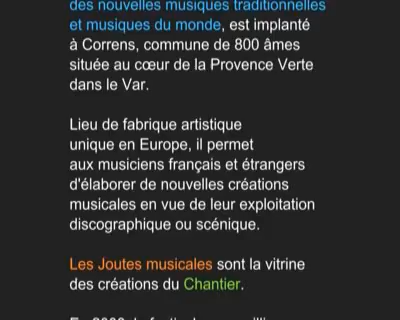 des nouvelles musiques traditionnelles
et musiques du monde, est implanté
à Correns, commune de 800 âmes
située au cœur de la Provence Verte
dans le Var.
Lieu de fabrique artistique
unique en Europe, il permet
aux musiciens français et étrangers
d'élaborer de nouvelles créations
musicales en vue de leur exploitation
discographique ou scénique.
Les Joutes musicales sont la vitrine
des créations du Chantier.